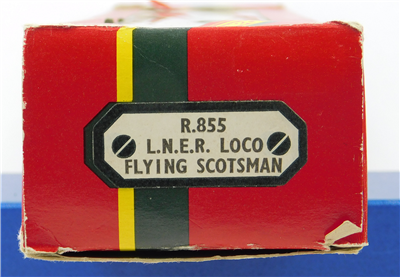 R.855
L.N.E.R. LOCO
FLYING SCOTSMAN